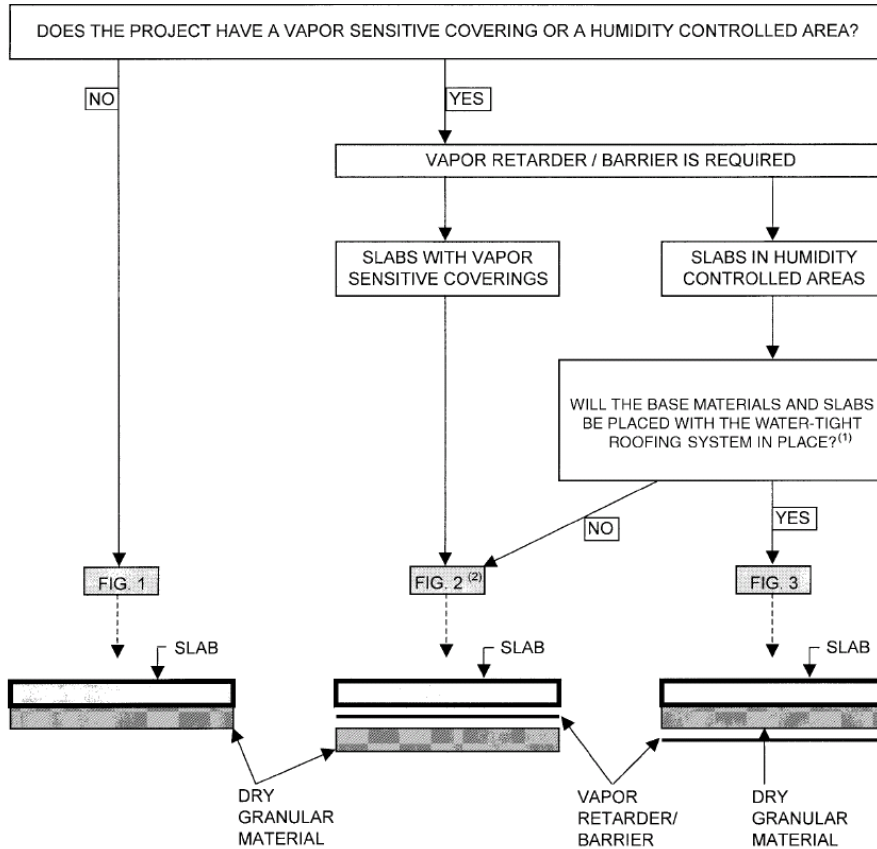 DOES THE PROJECT HAVE A VAPOR SENSITIVE COVERING OR A HUMIDITY CONTROLLED AREA?
NO
YES
VAPOR RETARDER / BARRIER IS REQUIRED
SLABS WITH VAPOR
SENSITIVE COVERINGS
SLABS IN HUMIDITY
CONTROLLED AREAS
WILL THE BASE MATERIALS AND SLABS
BE PLACED WITH THE WATER-TIGHT
ROOFING SYSTEM IN PLACE?(1)
NO
YES
FIG. 1
FIG. 2 (2)
FIG. 3
SLAB
SLAB
SLAB
DRY
GRANULAR
MATERIAL
VAPOR
RETARDER/
BARRIER
DRY
GRANULAR
MATERIAL